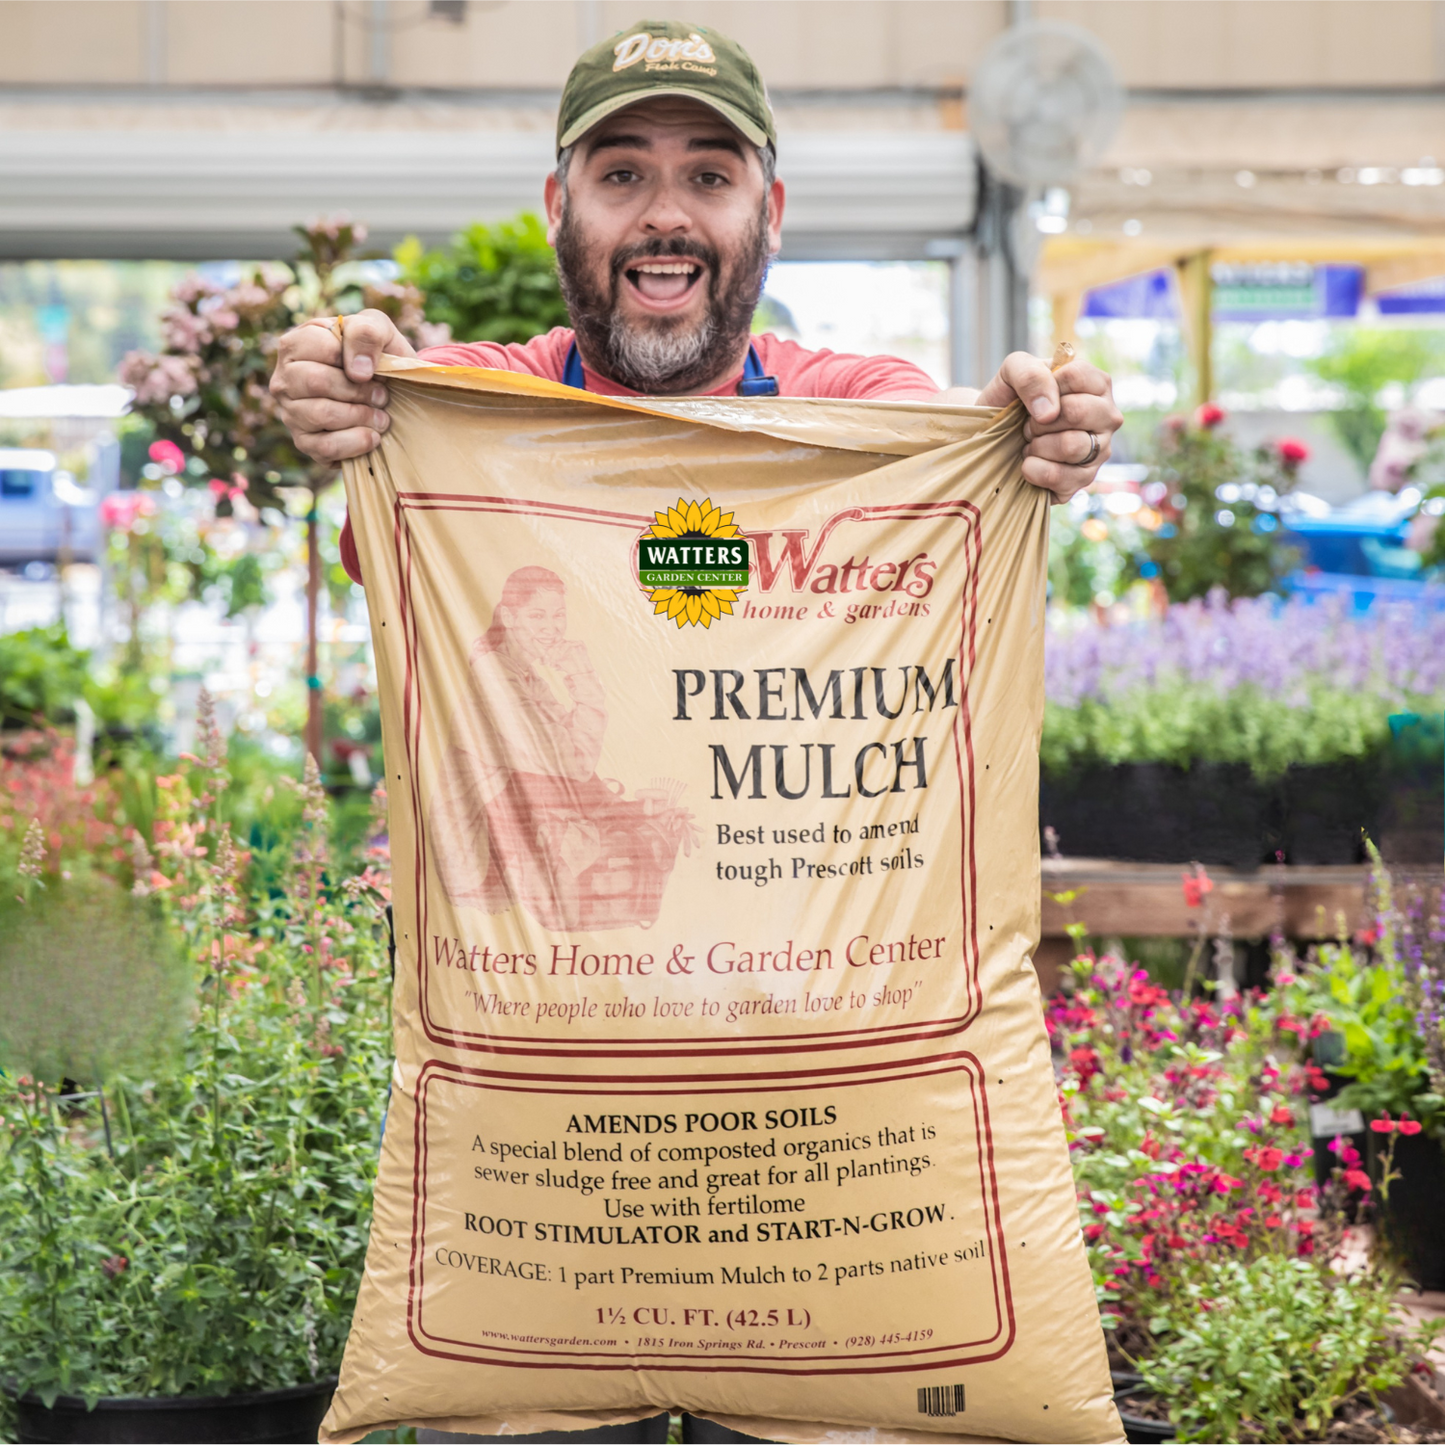 Don's
WATTERS
GARDEN CENTER
Watters
home & gardens
PREMIUM
MULCH
Best used to amend
tough Prescott soils
Watters Home & Garden Center
"Where people who love to garden love to shop"
AMENDS POOR SOILS
A special blend of composted organics that is
sewer sludge free and great for all plantings.
Use with fertilome
ROOT STIMULATOR and START-N-GROW.
COVERAGE: 1 part Premium Mulch to 2 parts native soil
1½ CU. FT. (42.5 L)
www.wattersgarden.com • 1815 Iron Springs Rd. • Prescott • (928) 445-4159